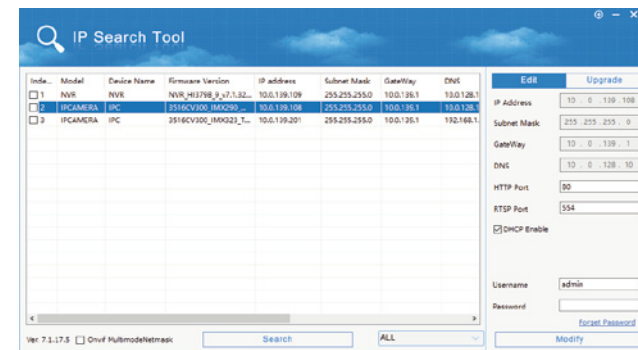 IP Search Tool
Inde... Model Device Name Firmware Version IP address Subnet Mask GateWay DNS
1 NVR NVR NVR_HI3798_9_v7.1.32... 10.0.139.109 255.255.255.0 10.0.139.1 10.0.128.1
2 IPCAMERA IPC 3516CV300_IMX290_... 10.0.139.108 255.255.255.0 10.0.139.1 10.0.128.1
3 IPCAMERA IPC 3516CV300_IMX323_T... 10.0.139.201 255.255.255.0 10.0.139.1 192.168.1.
Edit Upgrade
IP Address 10 . 0 . 139 . 108
Subnet Mask 255 . 255 . 255 . 0
GateWay 10 . 0 . 139 . 1
DNS 10 . 0 . 128 . 10
HTTP Port 80
RTSP Port 554
DHCP Enable
Username admin
Password
Forget Password
Ver. 7.1.17.5 Onvif MultimodeNetmask Search ALL Modify